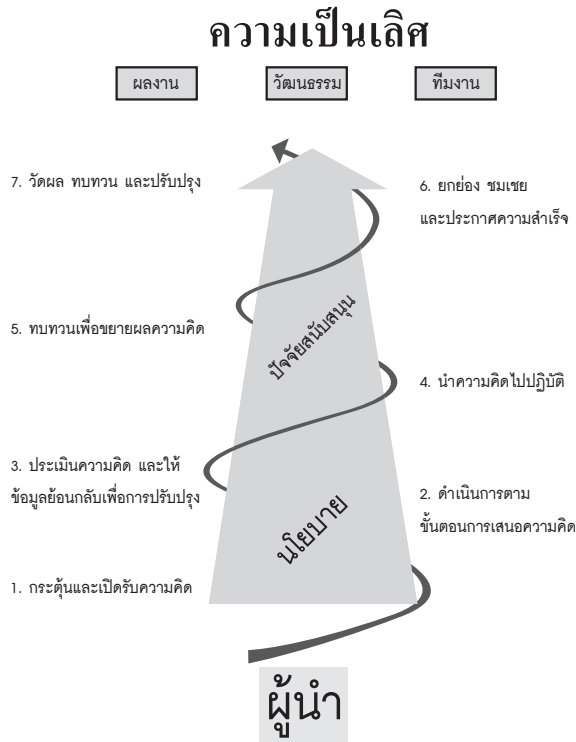 ความเป็นเลิศ
ผลงาน
วัฒนธรรม
ทีมงาน
7. วัดผล ทบทวน และปรับปรุง
6. ยกย่อง ชมเชย
และประกาศความสำเร็จ
5. ทบทวนเพื่อขยายผลความคิด
ปัจจัยสนับสนุน
4. นำความคิดไปปฏิบัติ
3. ประเมินความคิด และให้
ข้อมูลย้อนกลับเพื่อการปรับปรุง
2. ดำเนินการตาม
ขั้นตอนการเสนอความคิด
นโยบาย
1. กระตุ้นและเปิดรับความคิด
ผู้นำ